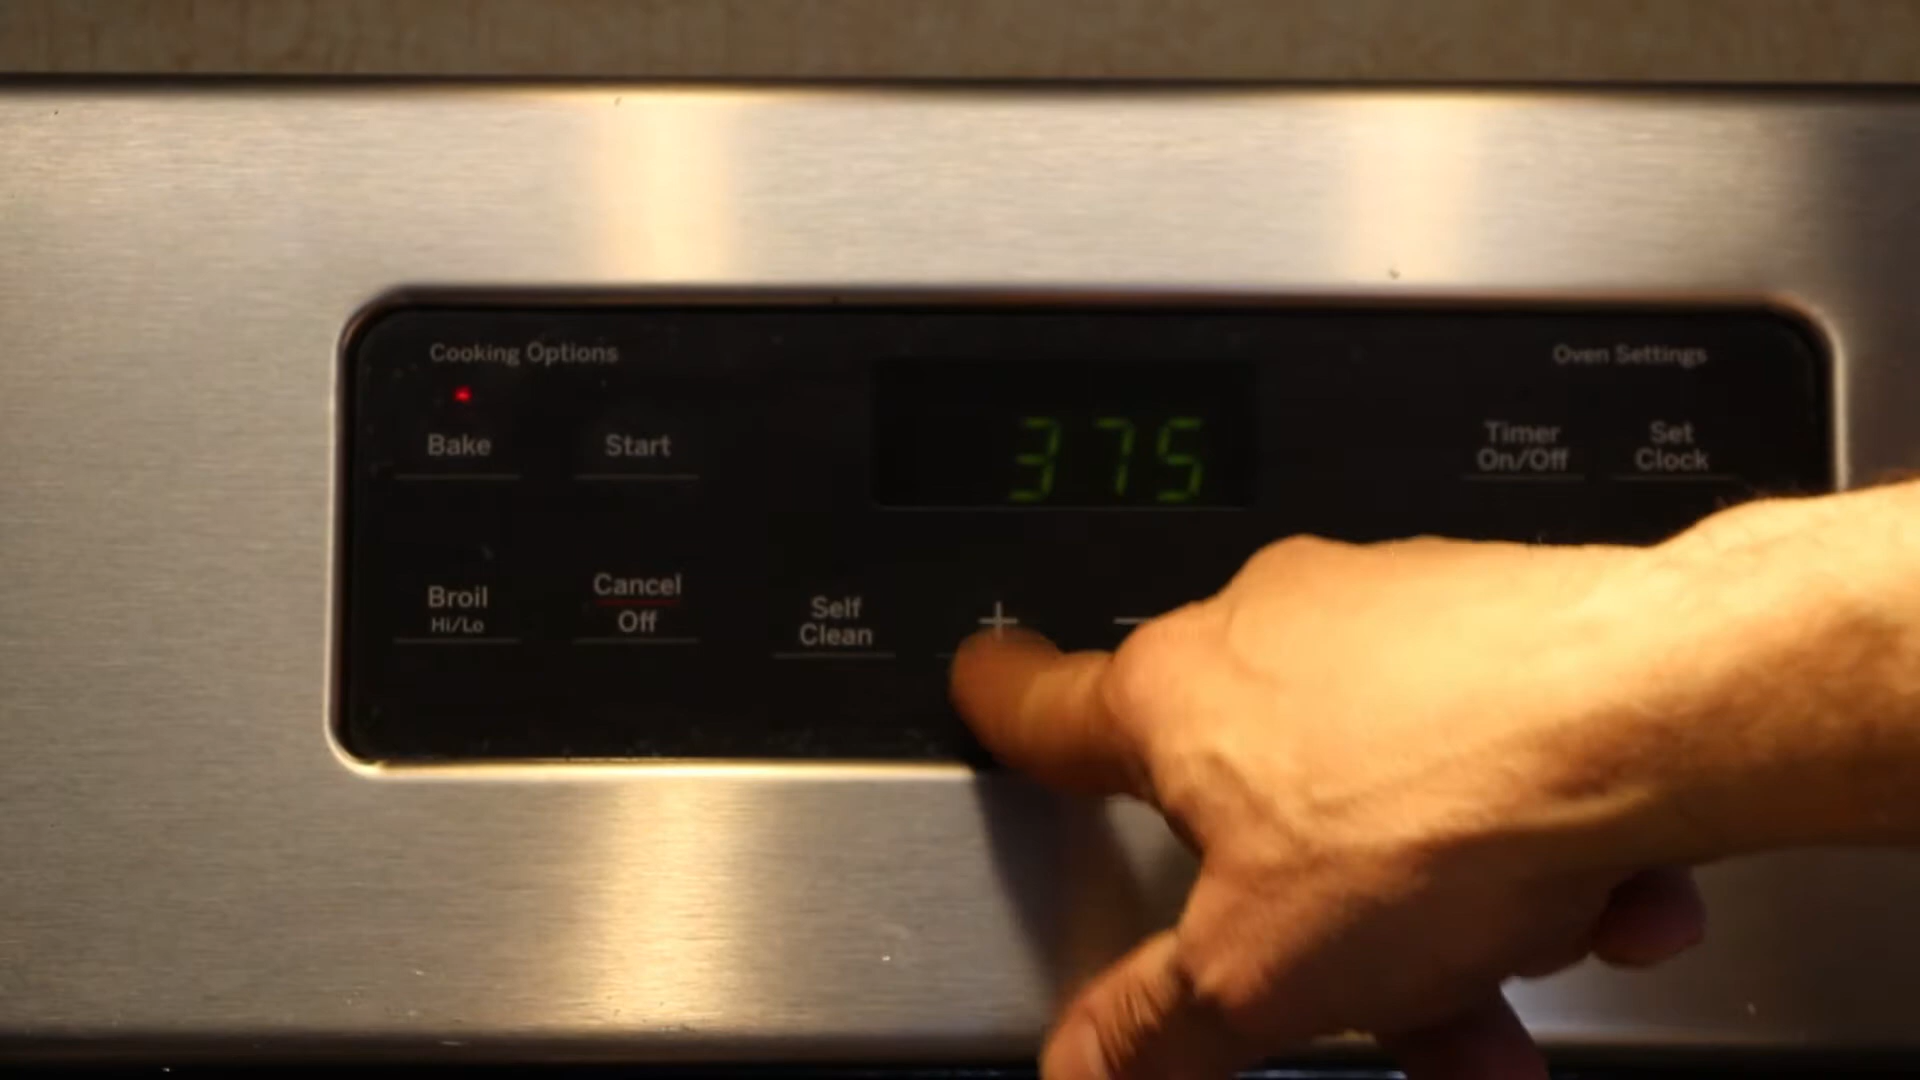 Cooking Options
Oven Settings
Bake
Start
375
Timer
On/Off
Set
Clock
Broil
Hi/Lo
Cancel
Off
Self
Clean
+
−